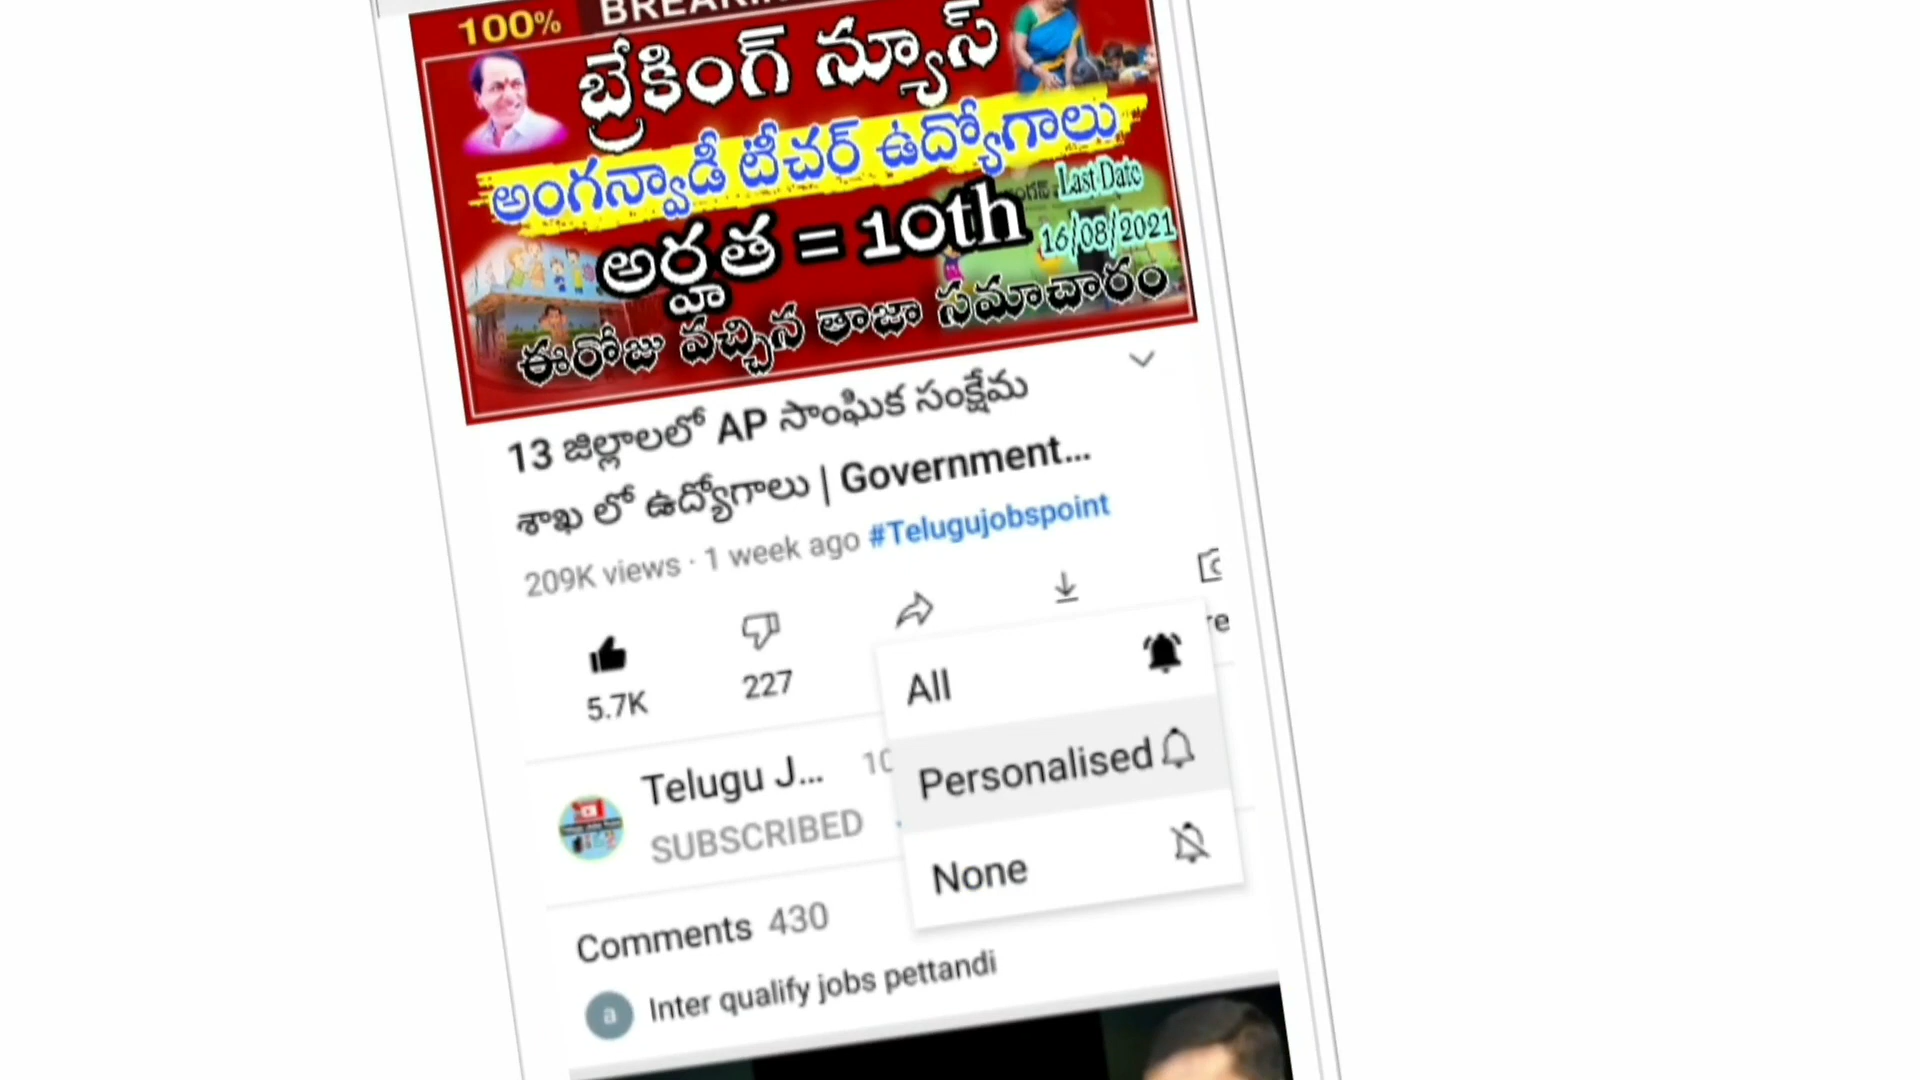 100%
బ్రేకింగ్ న్యూస్
అంగన్వాడీ టీచర్ ఉద్యోగాలు
Last Date
అర్హత = 10th
16/08/2021
ఈరోజు వచ్చిన తాజా సమాచారం
13 జిల్లాలలో AP సాంఘిక సంక్షేమ
శాఖ లో ఉద్యోగాలు | Government...
209K views · 1 week ago #Telugujobspoint
5.7K
227
All
Personalised
None
Telugu J...
SUBSCRIBED
Comments 430
a
Inter qualify jobs pettandi